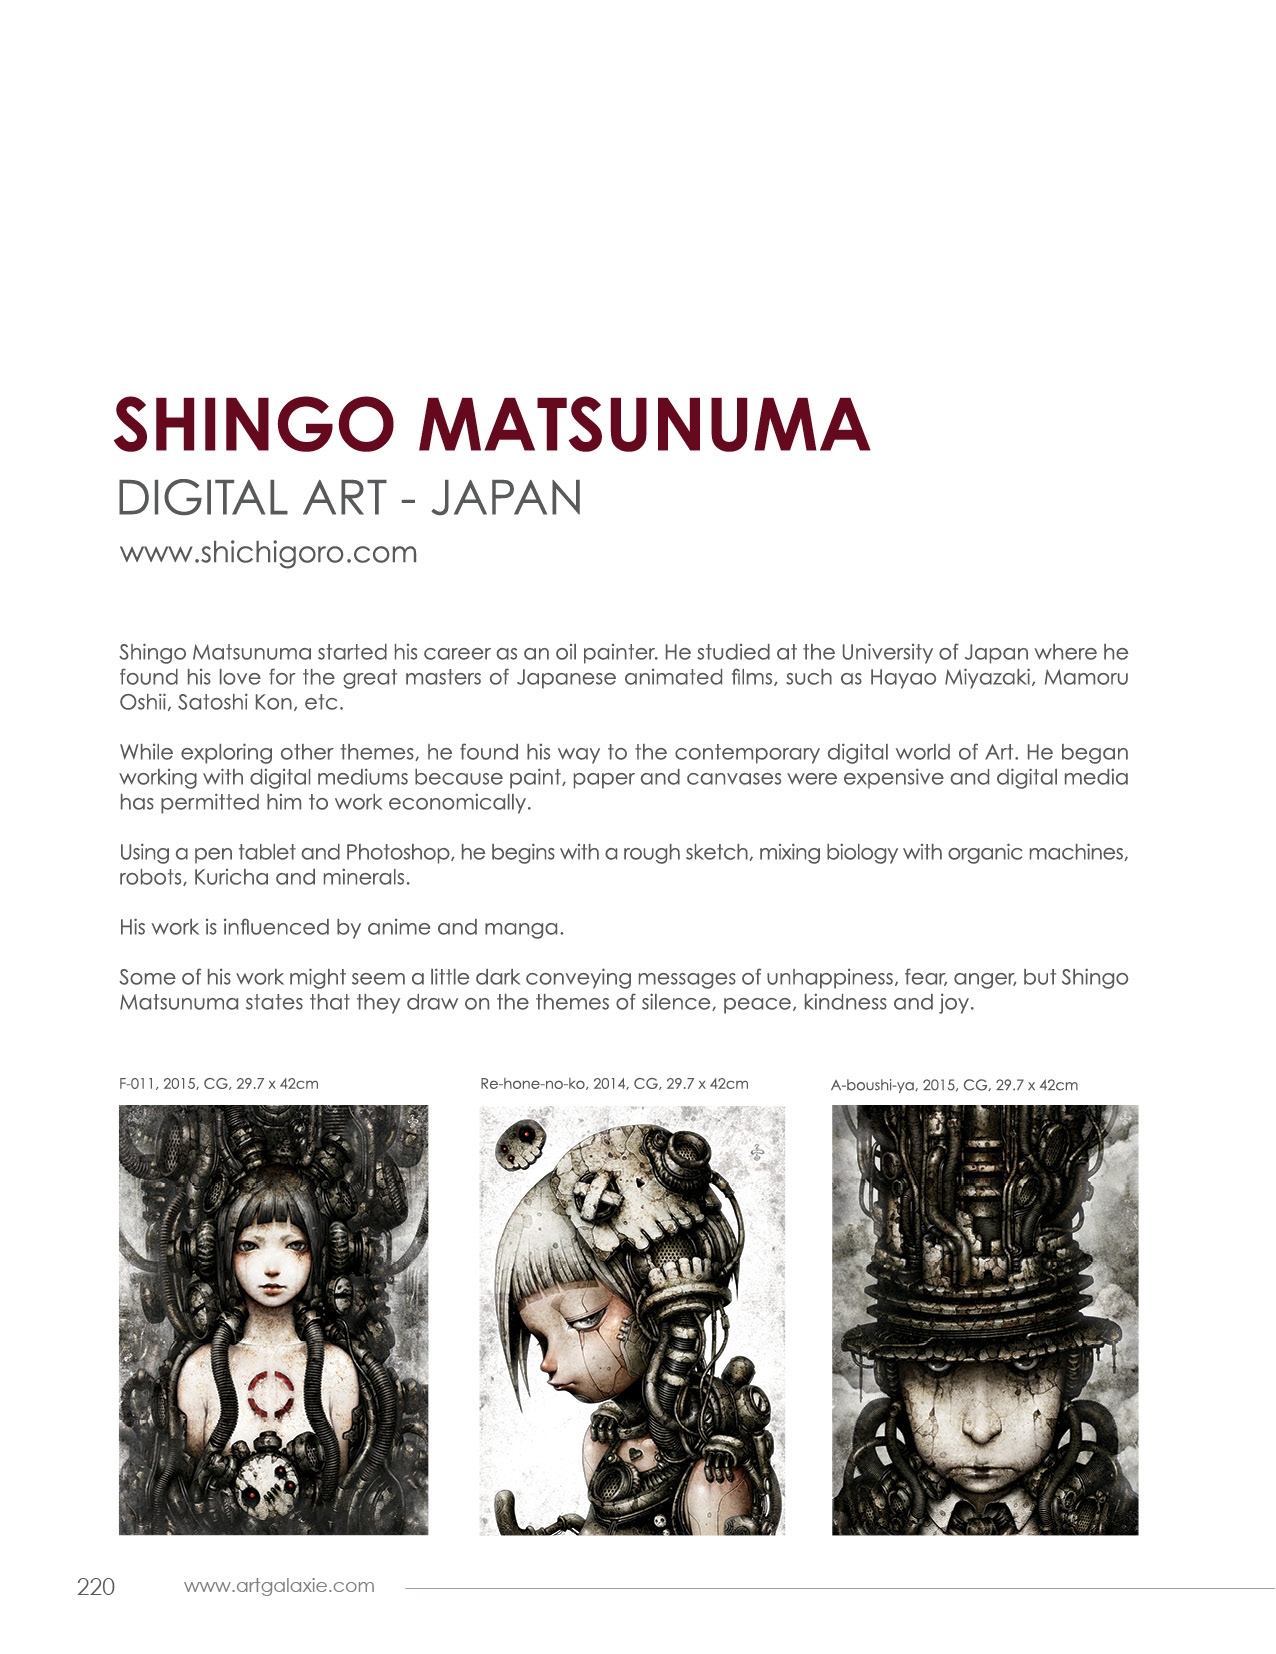 SHINGO MATSUNUMA
DIGITAL ART - JAPAN
www.shichigoro.com
Shingo Matsunuma started his career as an oil painter. He studied at the University of Japan where he
found his love for the great masters of Japanese animated films, such as Hayao Miyazaki, Mamoru
Oshii, Satoshi Kon, etc.
While exploring other themes, he found his way to the contemporary digital world of Art. He began
working with digital mediums because paint, paper and canvases were expensive and digital media
has permitted him to work economically.
Using a pen tablet and Photoshop, he begins with a rough sketch, mixing biology with organic machines,
robots, Kuricha and minerals.
His work is influenced by anime and manga.
Some of his work might seem a little dark conveying messages of unhappiness, fear, anger, but Shingo
Matsunuma states that they draw on the themes of silence, peace, kindness and joy.
F-011, 2015, CG, 29.7 x 42cm
Re-hone-no-ko, 2014, CG, 29.7 x 42cm
A-boushi-ya, 2015, CG, 29.7 x 42cm
220
www.artgalaxie.com